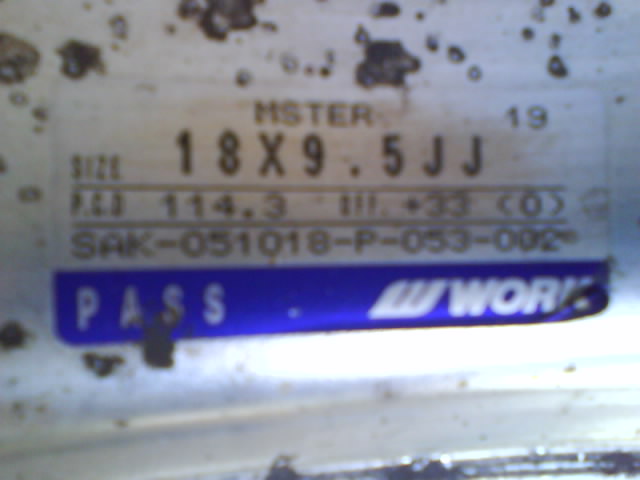 MSTER 19
SIZE 18X9.5JJ
P.C.D 114.3 +33 (0)
SAK-051018-P-053-002
PASS WORK